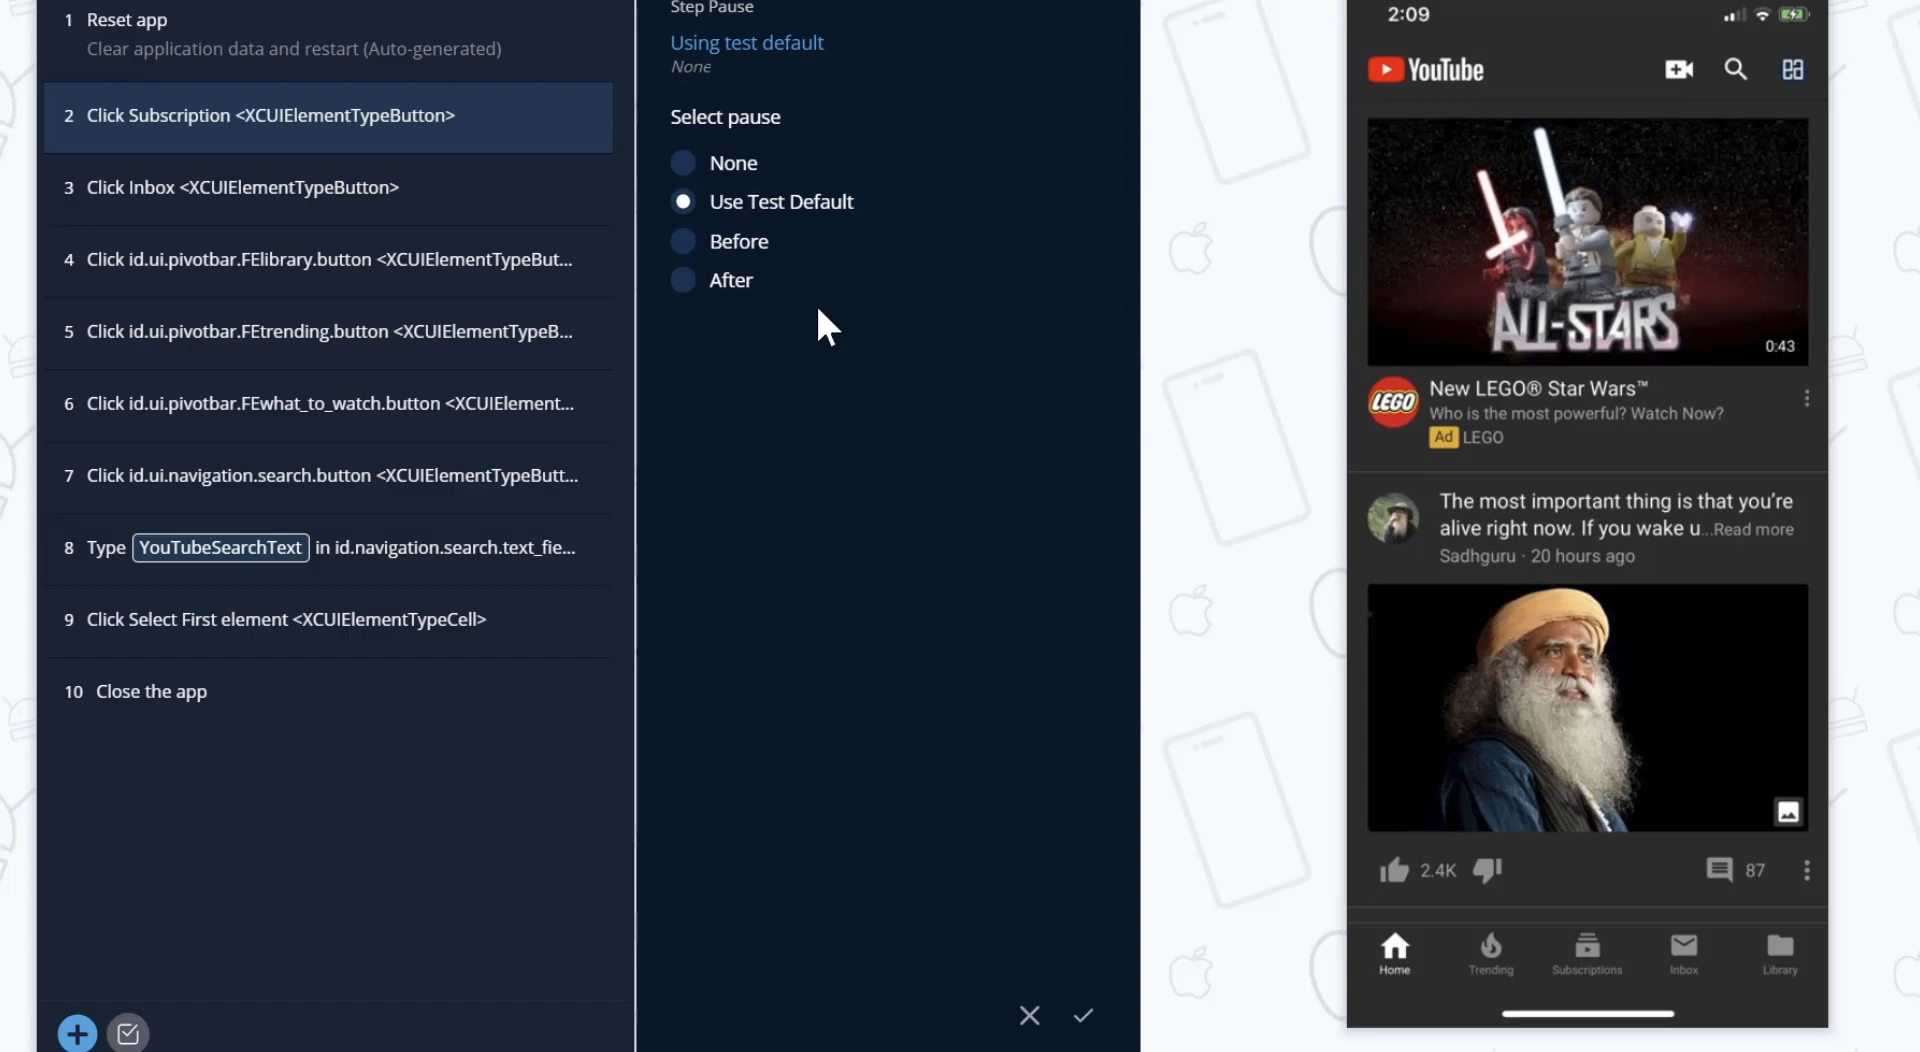 1 Reset app
Clear application data and restart (Auto-generated)
2 Click Subscription <XCUIElementTypeButton>
3 Click Inbox <XCUIElementTypeButton>
4 Click id.ui.pivotbar.FElibrary.button <XCUIElementTypeBut...
5 Click id.ui.pivotbar.FEtrending.button <XCUIElementTypeB...
6 Click id.ui.pivotbar.FEwhat_to_watch.button <XCUIElement...
7 Click id.ui.navigation.search.button <XCUIElementTypeButt...
8 Type YouTubeSearchText in id.navigation.search.text_fie...
9 Click Select First element <XCUIElementTypeCell>
10 Close the app
Step Pause
Using test default
None
Select pause
None
Use Test Default
Before
After
2:09
YouTube
ALL-STARS
0:43
LEGO
New LEGO® Star Wars™
Who is the most powerful? Watch Now?
Ad LEGO
The most important thing is that you're
alive right now. If you wake u...Read more
Sadhguru · 20 hours ago
2.4K
87
Home
Trending
Subscriptions
Inbox
Library